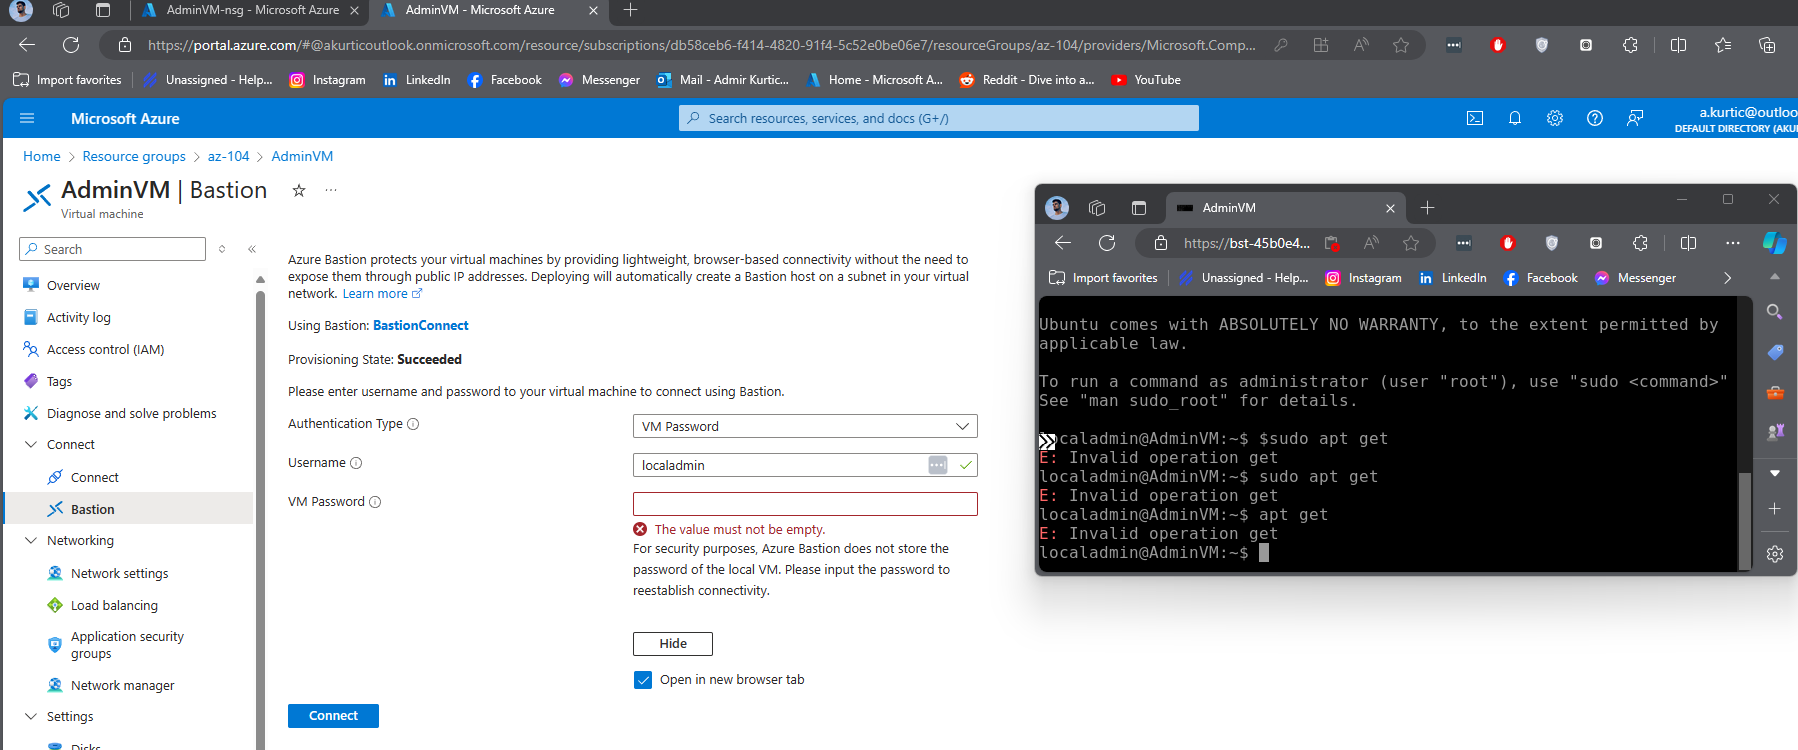 AdminVM-nsg - Microsoft Azure
AdminVM - Microsoft Azure
https://portal.azure.com/#@akurticoutlook.onmicrosoft.com/resource/subscriptions/db58ceb6-f414-4820-91f4-5c52e0be06e7/resourceGroups/az-104/providers/Microsoft.Comp...
Import favorites
Unassigned - Help...
Instagram
LinkedIn
Facebook
Messenger
Mail - Admir Kurtic...
Home - Microsoft A...
Reddit - Dive into a...
YouTube
Microsoft Azure
Search resources, services, and docs (G+/)
a.kurtic@outloo
DEFAULT DIRECTORY (AKUI
Home > Resource groups > az-104 > AdminVM
AdminVM | Bastion
Virtual machine
Search
Overview
Activity log
Access control (IAM)
Tags
Diagnose and solve problems
Connect
Connect
Bastion
Networking
Network settings
Load balancing
Application security
groups
Network manager
Settings
Disks
Azure Bastion protects your virtual machines by providing lightweight, browser-based connectivity without the need to
expose them through public IP addresses. Deploying will automatically create a Bastion host on a subnet in your virtual
network. Learn more
Using Bastion: BastionConnect
Provisioning State: Succeeded
Please enter username and password to your virtual machine to connect using Bastion.
Authentication Type
VM Password
Username
localadmin
VM Password
The value must not be empty.
For security purposes, Azure Bastion does not store the
password of the local VM. Please input the password to
reestablish connectivity.
Hide
Open in new browser tab
Connect
AdminVM
https://bst-45b0e4...
Import favorites
Unassigned - Help...
Instagram
LinkedIn
Facebook
Messenger
Ubuntu comes with ABSOLUTELY NO WARRANTY, to the extent permitted by
applicable law.
To run a command as administrator (user "root"), use "sudo <command>"
See "man sudo_root" for details.
localadmin@AdminVM:~$ $sudo apt get
E: Invalid operation get
localadmin@AdminVM:~$ sudo apt get
E: Invalid operation get
localadmin@AdminVM:~$ apt get
E: Invalid operation get
localadmin@AdminVM:~$